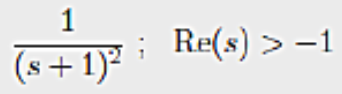 1/(s + 1)² ; Re(s) > −1